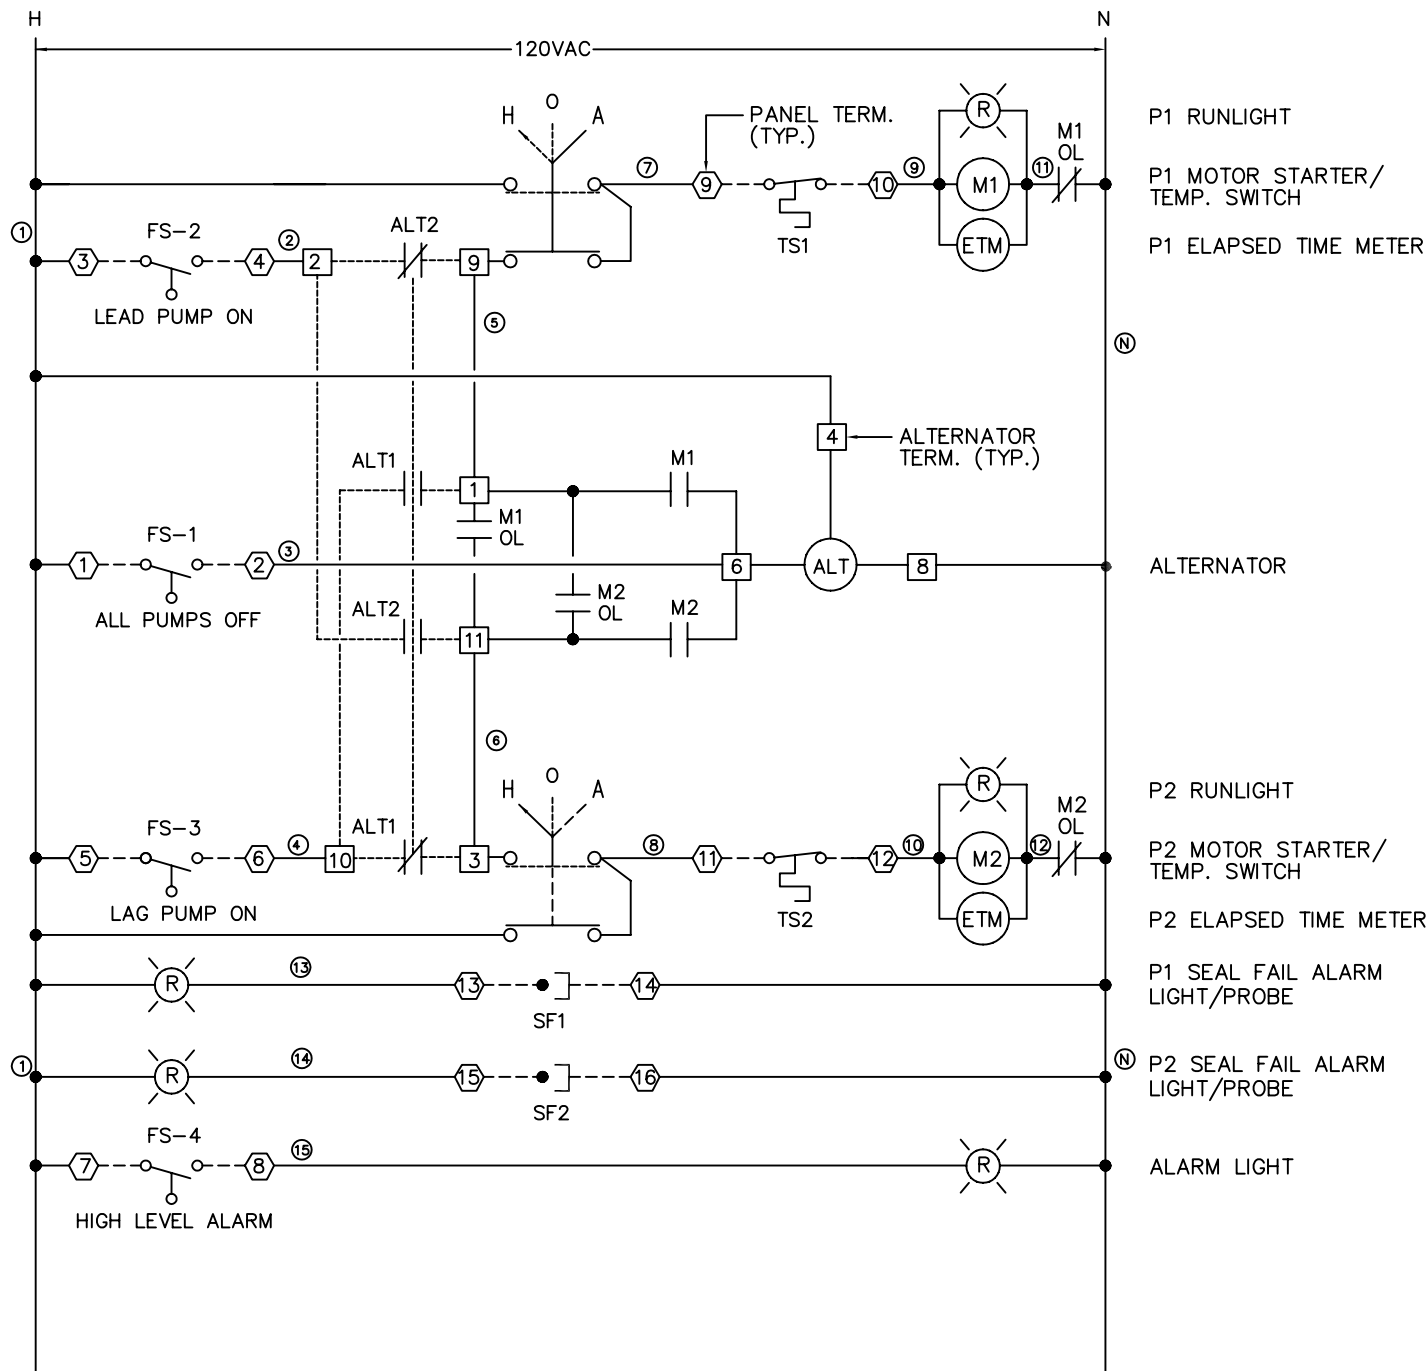 H
N
120VAC
O
H
A
PANEL TERM.
(TYP.)
R
P1 RUNLIGHT
M1
OL
7
9
10
9
M1
11
P1 MOTOR STARTER/
TEMP. SWITCH
TS1
1
FS-2
2
ALT2
3
4
2
9
ETM
P1 ELAPSED TIME METER
LEAD PUMP ON
5
N
4
ALTERNATOR
TERM. (TYP.)
ALT1
M1
1
M1
OL
FS-1
3
1
2
6
ALT
8
ALTERNATOR
ALL PUMPS OFF
ALT2
M2
OL
M2
11
6
O
H
A
R
P2 RUNLIGHT
M2
OL
FS-3
4
ALT1
5
6
10
3
8
11
12
10
M2
12
P2 MOTOR STARTER/
TEMP. SWITCH
TS2
LAG PUMP ON
ETM
P2 ELAPSED TIME METER
R
13
13
14
SF1
P1 SEAL FAIL ALARM
LIGHT/PROBE
1
R
14
15
16
SF2
N
P2 SEAL FAIL ALARM
LIGHT/PROBE
FS-4
7
8
15
R
ALARM LIGHT
HIGH LEVEL ALARM